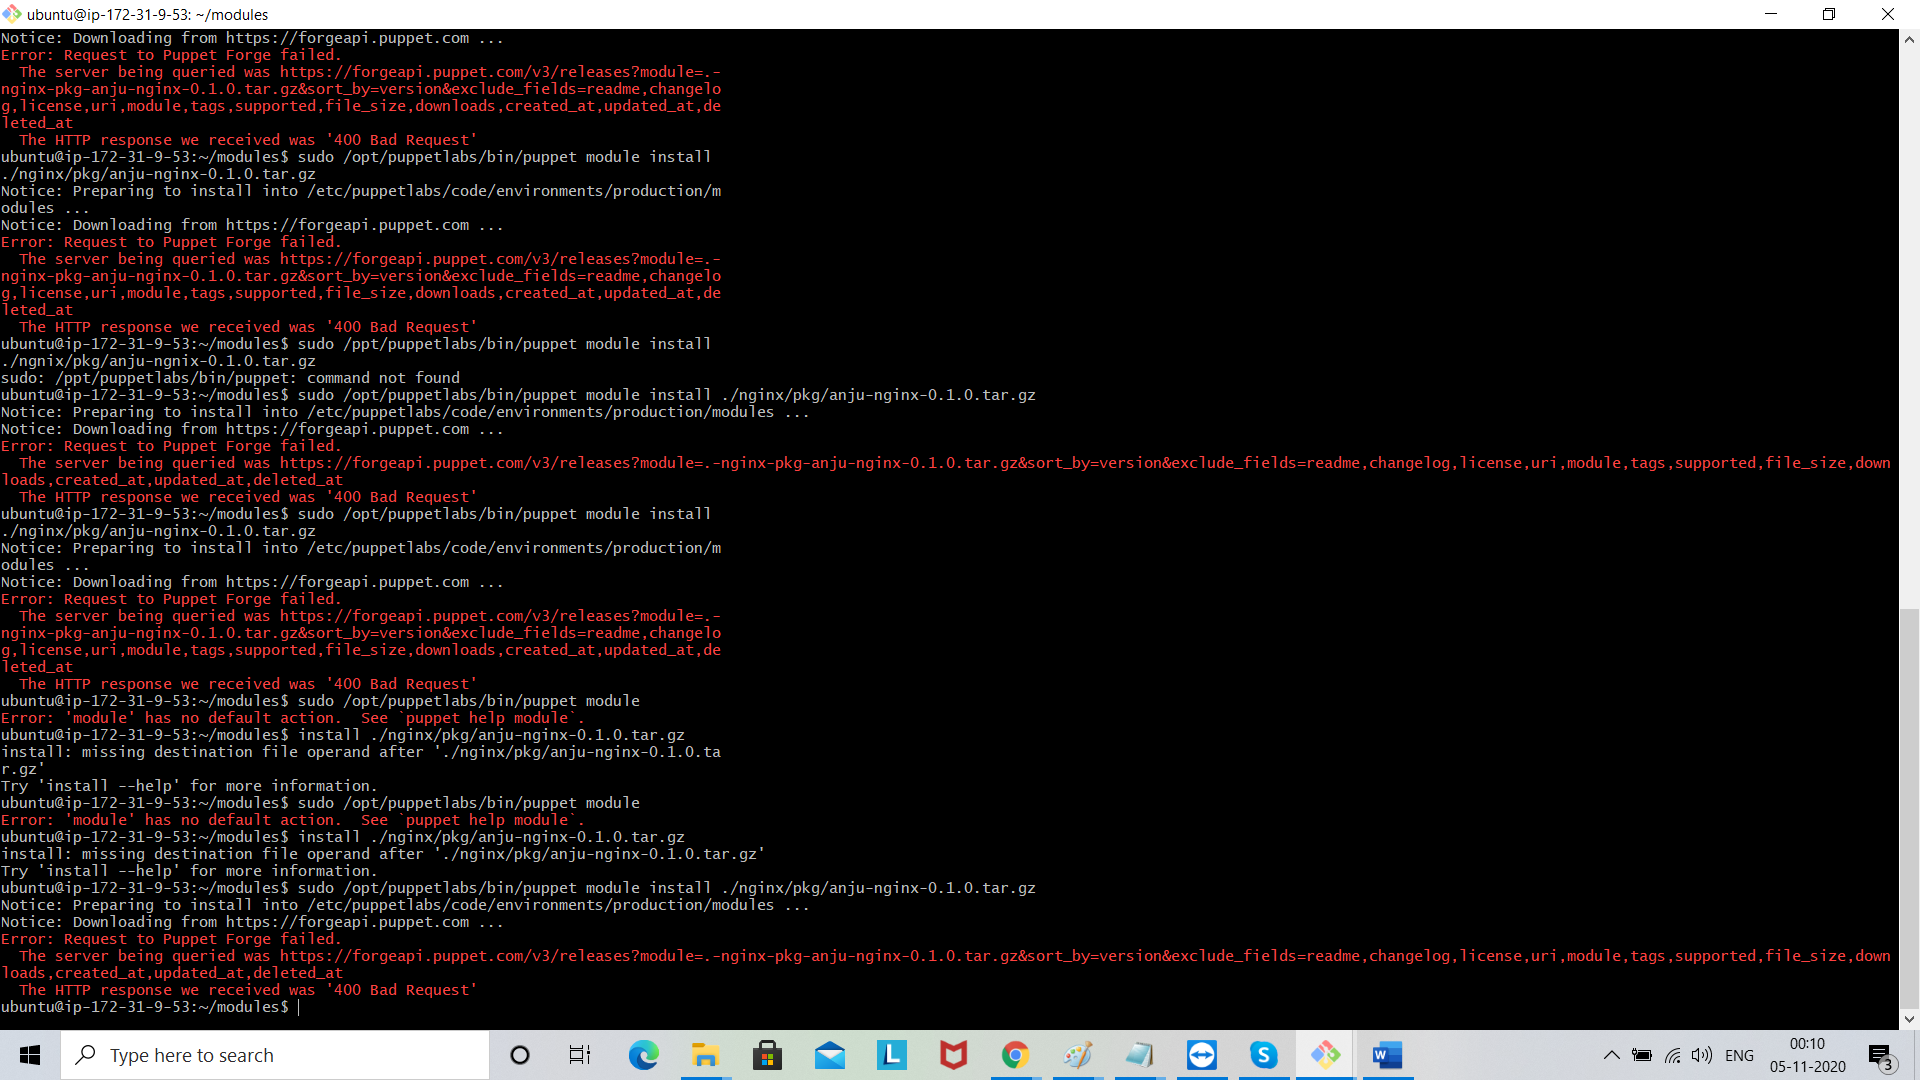 ubuntu@ip-172-31-9-53: ~/modules
Notice: Downloading from https://forgeapi.puppet.com ...
Error: Request to Puppet Forge failed.
  The server being queried was https://forgeapi.puppet.com/v3/releases?module=.-
nginx-pkg-anju-nginx-0.1.0.tar.gz&sort_by=version&exclude_fields=readme,changelo
g,license,uri,module,tags,supported,file_size,downloads,created_at,updated_at,de
leted_at
  The HTTP response we received was '400 Bad Request'
ubuntu@ip-172-31-9-53:~/modules$ sudo /opt/puppetlabs/bin/puppet module install
./nginx/pkg/anju-nginx-0.1.0.tar.gz
Notice: Preparing to install into /etc/puppetlabs/code/environments/production/m
odules ...
Notice: Downloading from https://forgeapi.puppet.com ...
Error: Request to Puppet Forge failed.
  The server being queried was https://forgeapi.puppet.com/v3/releases?module=.-
nginx-pkg-anju-nginx-0.1.0.tar.gz&sort_by=version&exclude_fields=readme,changelo
g,license,uri,module,tags,supported,file_size,downloads,created_at,updated_at,de
leted_at
  The HTTP response we received was '400 Bad Request'
ubuntu@ip-172-31-9-53:~/modules$ sudo /ppt/puppetlabs/bin/puppet module install
./ngnix/pkg/anju-ngnix-0.1.0.tar.gz
sudo: /ppt/puppetlabs/bin/puppet: command not found
ubuntu@ip-172-31-9-53:~/modules$ sudo /opt/puppetlabs/bin/puppet module install ./nginx/pkg/anju-nginx-0.1.0.tar.gz
Notice: Preparing to install into /etc/puppetlabs/code/environments/production/modules ...
Notice: Downloading from https://forgeapi.puppet.com ...
Error: Request to Puppet Forge failed.
  The server being queried was https://forgeapi.puppet.com/v3/releases?module=.-nginx-pkg-anju-nginx-0.1.0.tar.gz&sort_by=version&exclude_fields=readme,changelog,license,uri,module,tags,supported,file_size,down
loads,created_at,updated_at,deleted_at
  The HTTP response we received was '400 Bad Request'
ubuntu@ip-172-31-9-53:~/modules$ sudo /opt/puppetlabs/bin/puppet module install
./nginx/pkg/anju-nginx-0.1.0.tar.gz
Notice: Preparing to install into /etc/puppetlabs/code/environments/production/m
odules ...
Notice: Downloading from https://forgeapi.puppet.com ...
Error: Request to Puppet Forge failed.
  The server being queried was https://forgeapi.puppet.com/v3/releases?module=.-
nginx-pkg-anju-nginx-0.1.0.tar.gz&sort_by=version&exclude_fields=readme,changelo
g,license,uri,module,tags,supported,file_size,downloads,created_at,updated_at,de
leted_at
  The HTTP response we received was '400 Bad Request'
ubuntu@ip-172-31-9-53:~/modules$ sudo /opt/puppetlabs/bin/puppet module
Error: 'module' has no default action.  See `puppet help module`.
ubuntu@ip-172-31-9-53:~/modules$ install ./nginx/pkg/anju-nginx-0.1.0.tar.gz
install: missing destination file operand after './nginx/pkg/anju-nginx-0.1.0.ta
r.gz'
Try 'install --help' for more information.
ubuntu@ip-172-31-9-53:~/modules$ sudo /opt/puppetlabs/bin/puppet module
Error: 'module' has no default action.  See `puppet help module`.
ubuntu@ip-172-31-9-53:~/modules$ install ./nginx/pkg/anju-nginx-0.1.0.tar.gz
install: missing destination file operand after './nginx/pkg/anju-nginx-0.1.0.tar.gz'
Try 'install --help' for more information.
ubuntu@ip-172-31-9-53:~/modules$ sudo /opt/puppetlabs/bin/puppet module install ./nginx/pkg/anju-nginx-0.1.0.tar.gz
Notice: Preparing to install into /etc/puppetlabs/code/environments/production/modules ...
Notice: Downloading from https://forgeapi.puppet.com ...
Error: Request to Puppet Forge failed.
  The server being queried was https://forgeapi.puppet.com/v3/releases?module=.-nginx-pkg-anju-nginx-0.1.0.tar.gz&sort_by=version&exclude_fields=readme,changelog,license,uri,module,tags,supported,file_size,down
loads,created_at,updated_at,deleted_at
  The HTTP response we received was '400 Bad Request'
ubuntu@ip-172-31-9-53:~/modules$
Type here to search
L
S
W
ENG
00:10
05-11-2020
3